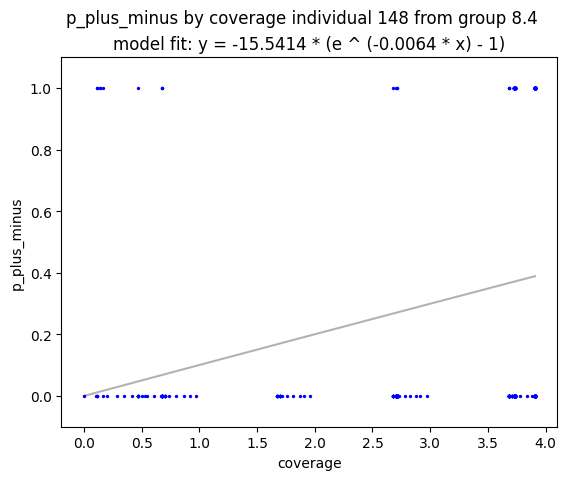 p_plus_minus by coverage individual 148 from group 8.4
model fit: y = -15.5414 * (e ^ (-0.0064 * x) - 1)
1.0
0.8
0.6
0.4
0.2
0.0
p_plus_minus
0.0 0.5 1.0 1.5 2.0 2.5 3.0 3.5 4.0
coverage